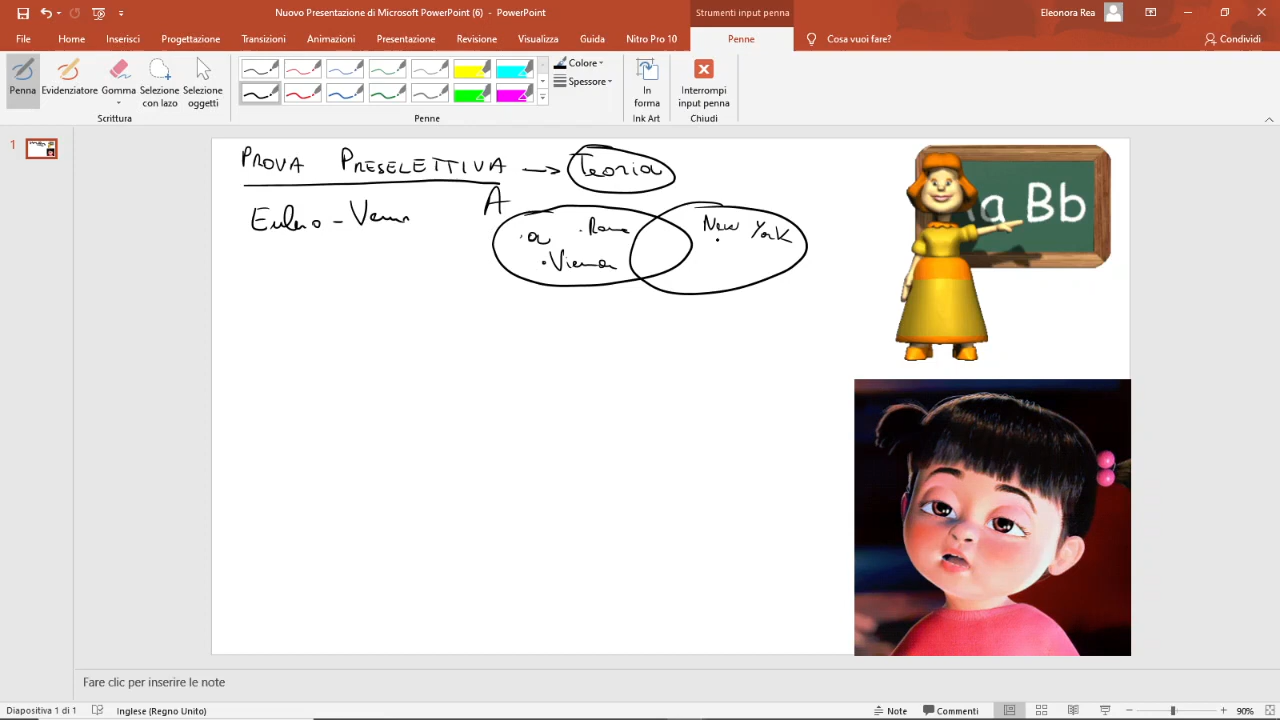 Nuovo Presentazione di Microsoft PowerPoint (6) - PowerPoint
Strumenti input penna
Eleonora Rea
File Home Inserisci Progettazione Transizioni Animazioni Presentazione Revisione Visualizza Guida Nitro Pro 10 Penne Cosa vuoi fare? Condividi
Penna Evidenziatore Gomma Selezione con lazo Selezione oggetti
Colore
Spessore
In forma
Interrompi input penna
Scrittura Penne Ink Art Chiudi
1
PROVA PRESELETTIVA → Teoria
Eulero - Venn
A
a . Roma
. Vienna
New York
a Bb
Fare clic per inserire le note
Diapositiva 1 di 1 Inglese (Regno Unito) Note Commenti 90%